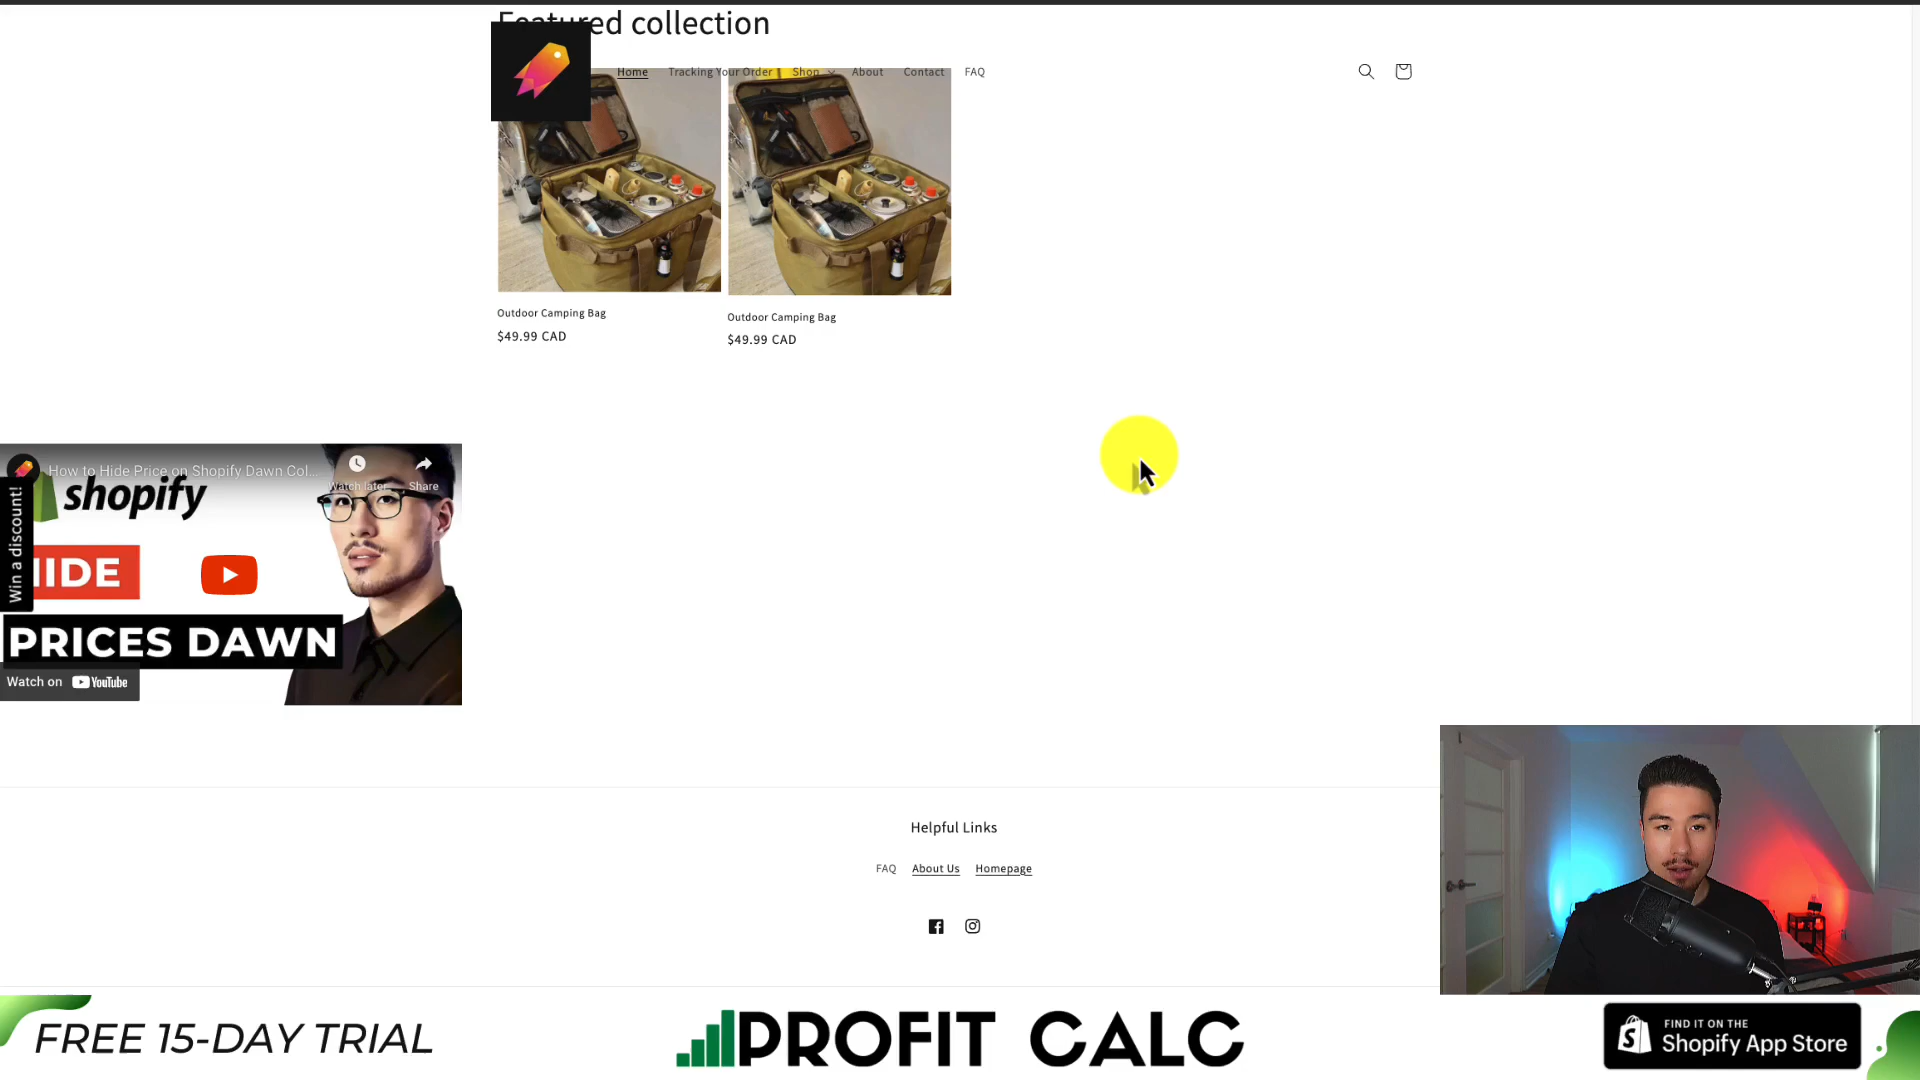 Featured collection
Home Tracking Your Order Shop About Contact FAQ
Outdoor Camping Bag
$49.99 CAD
Outdoor Camping Bag
$49.99 CAD
How to Hide Price on Shopify Dawn Col...
Watch later
Share
shopify
HIDE
PRICES DAWN
Watch on YouTube
Win a discount!
Helpful Links
FAQ About Us Homepage
FREE 15-DAY TRIAL
PROFIT CALC
FIND IT ON THE
Shopify App Store